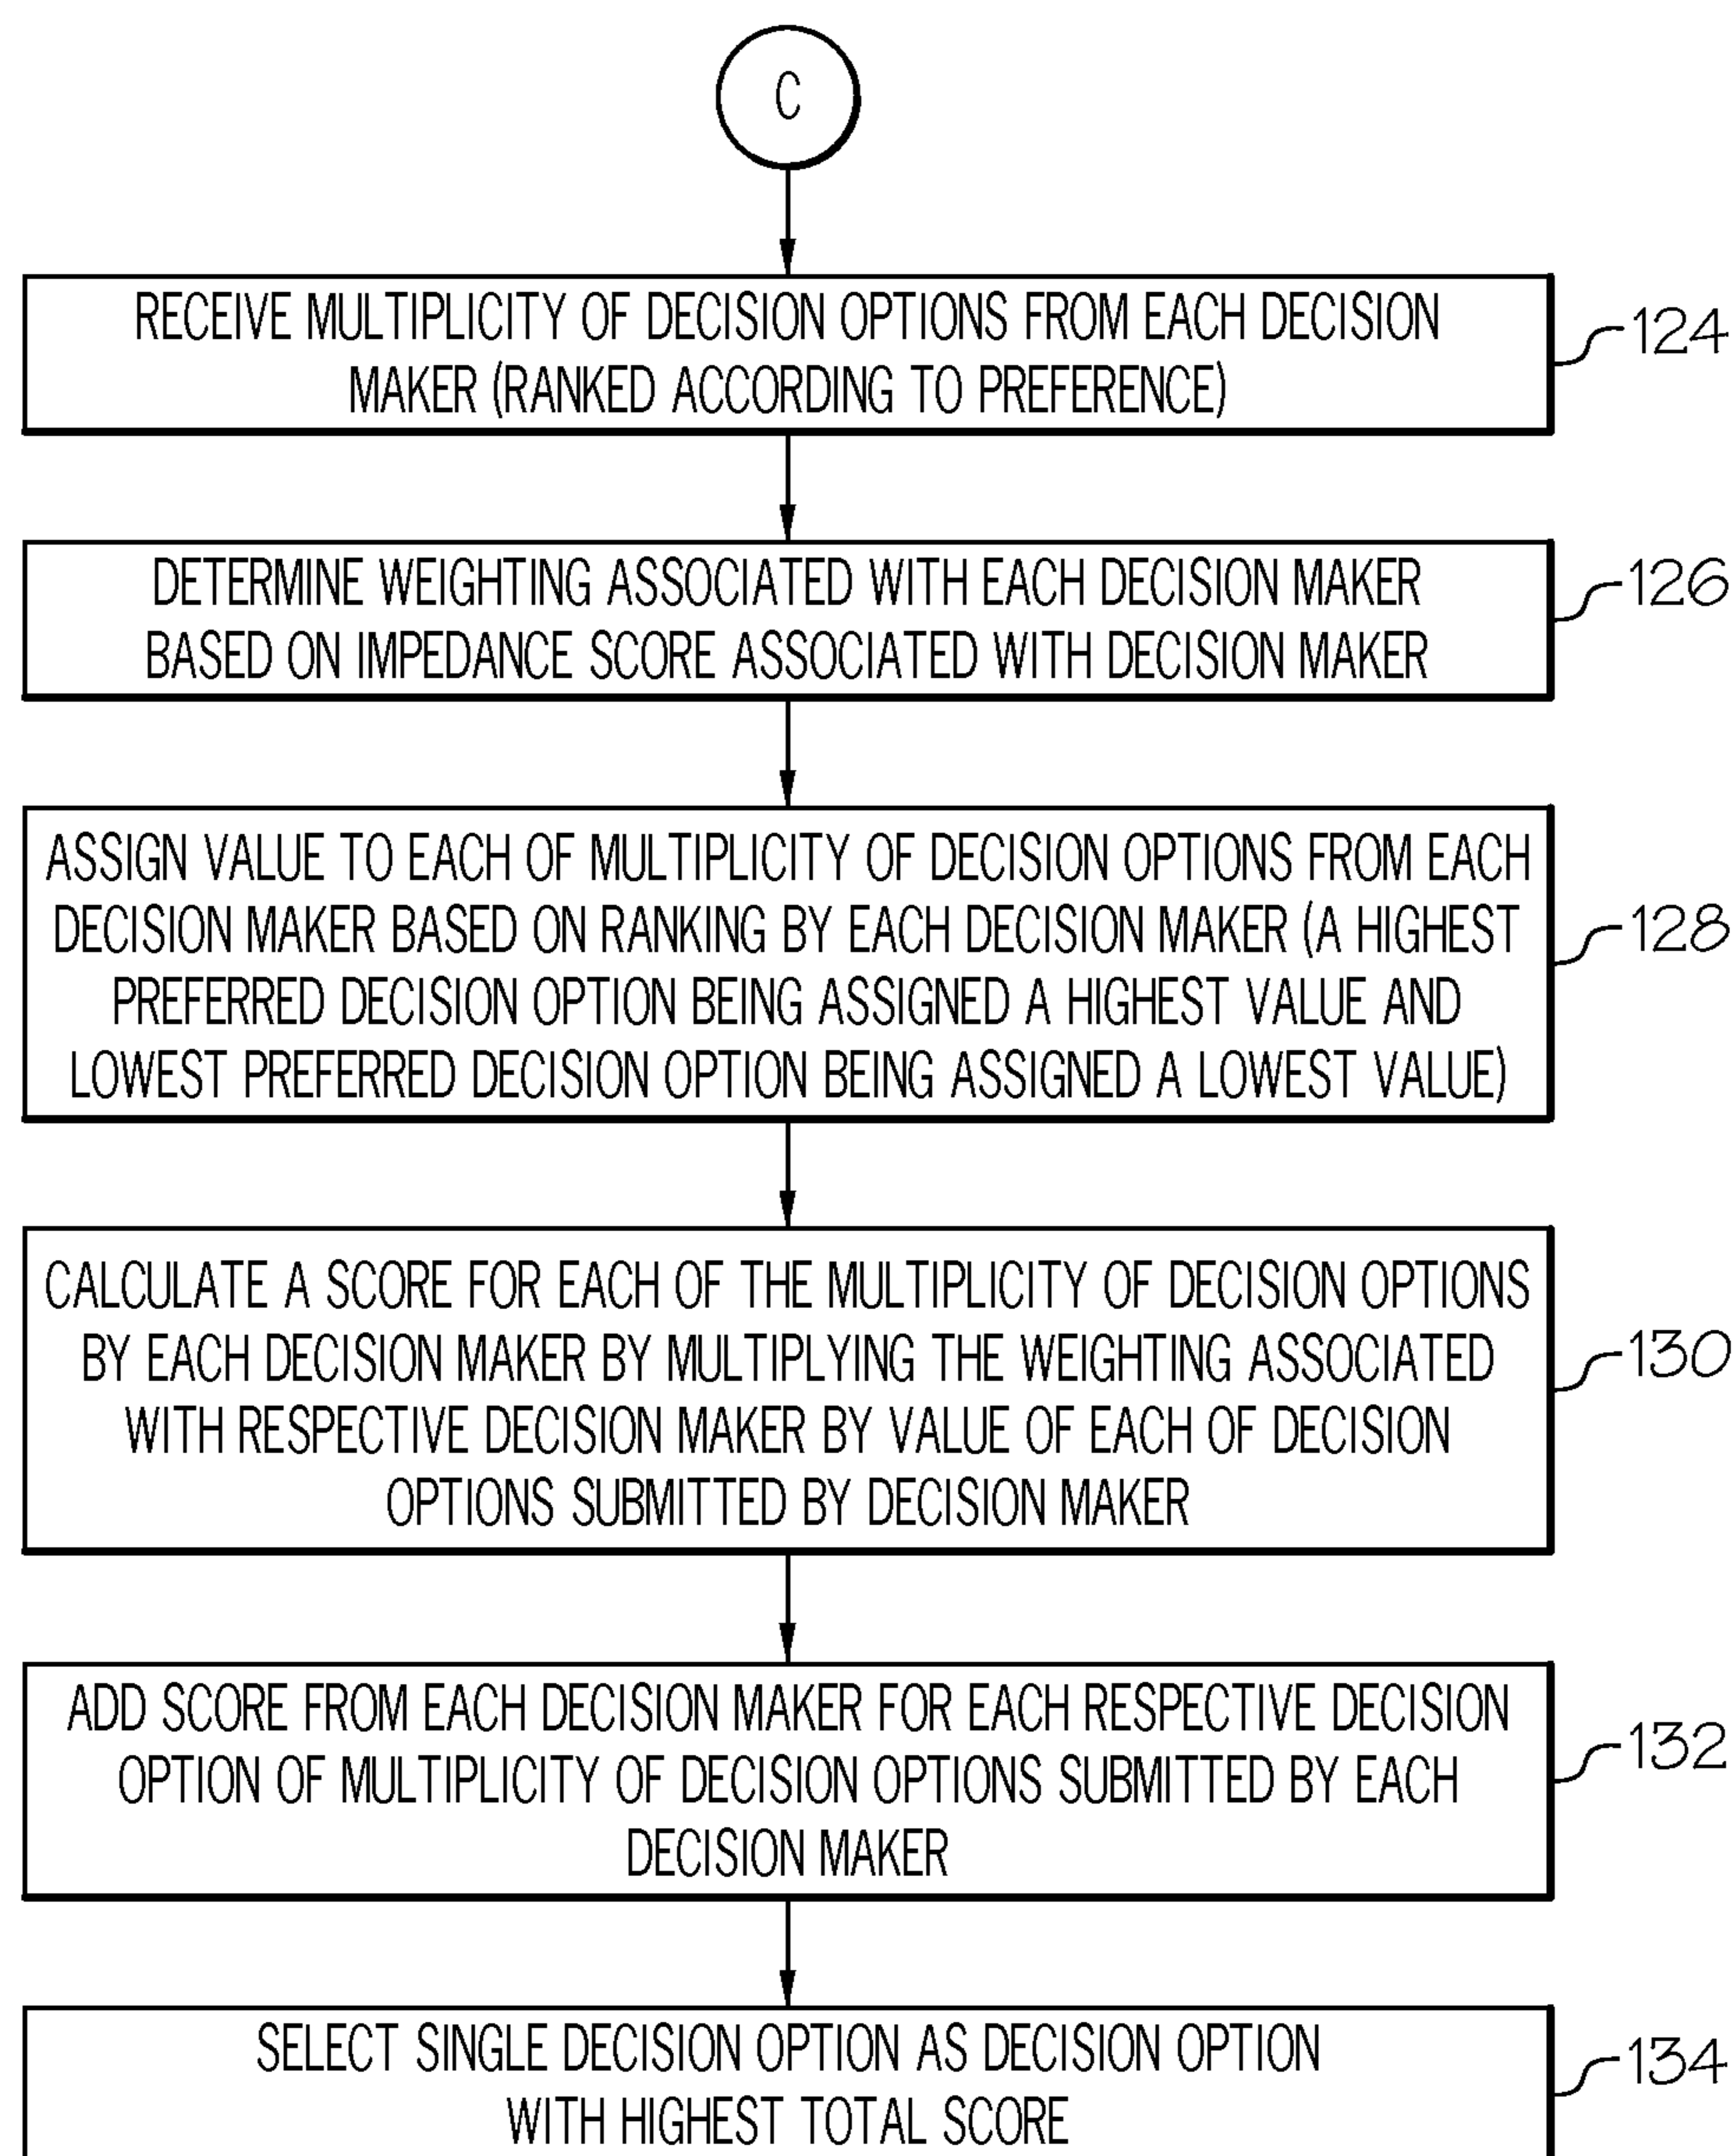 C
RECEIVE MULTIPLICITY OF DECISION OPTIONS FROM EACH DECISION
MAKER (RANKED ACCORDING TO PREFERENCE)
124
DETERMINE WEIGHTING ASSOCIATED WITH EACH DECISION MAKER
BASED ON IMPEDANCE SCORE ASSOCIATED WITH DECISION MAKER
126
ASSIGN VALUE TO EACH OF MULTIPLICITY OF DECISION OPTIONS FROM EACH
DECISION MAKER BASED ON RANKING BY EACH DECISION MAKER (A HIGHEST
PREFERRED DECISION OPTION BEING ASSIGNED A HIGHEST VALUE AND
LOWEST PREFERRED DECISION OPTION BEING ASSIGNED A LOWEST VALUE)
128
CALCULATE A SCORE FOR EACH OF THE MULTIPLICITY OF DECISION OPTIONS
BY EACH DECISION MAKER BY MULTIPLYING THE WEIGHTING ASSOCIATED
WITH RESPECTIVE DECISION MAKER BY VALUE OF EACH OF DECISION
OPTIONS SUBMITTED BY DECISION MAKER
130
ADD SCORE FROM EACH DECISION MAKER FOR EACH RESPECTIVE DECISION
OPTION OF MULTIPLICITY OF DECISION OPTIONS SUBMITTED BY EACH
DECISION MAKER
132
SELECT SINGLE DECISION OPTION AS DECISION OPTION
WITH HIGHEST TOTAL SCORE
134